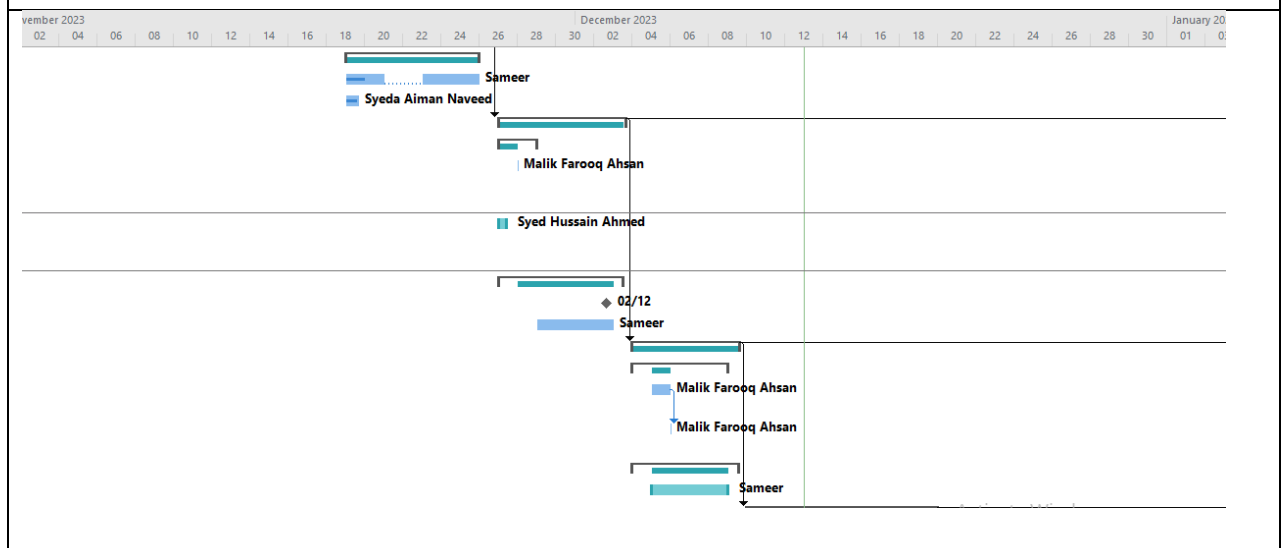 vember 2023 December 2023 January 20
02 04 06 08 10 12 14 16 18 20 22 24 26 28 30 02 04 06 08 10 12 14 16 18 20 22 24 26 28 30 01
Sameer
Syeda Aiman Naveed
Malik Farooq Ahsan
Syed Hussain Ahmed
02/12
Sameer
Malik Farooq Ahsan
Malik Farooq Ahsan
Sameer